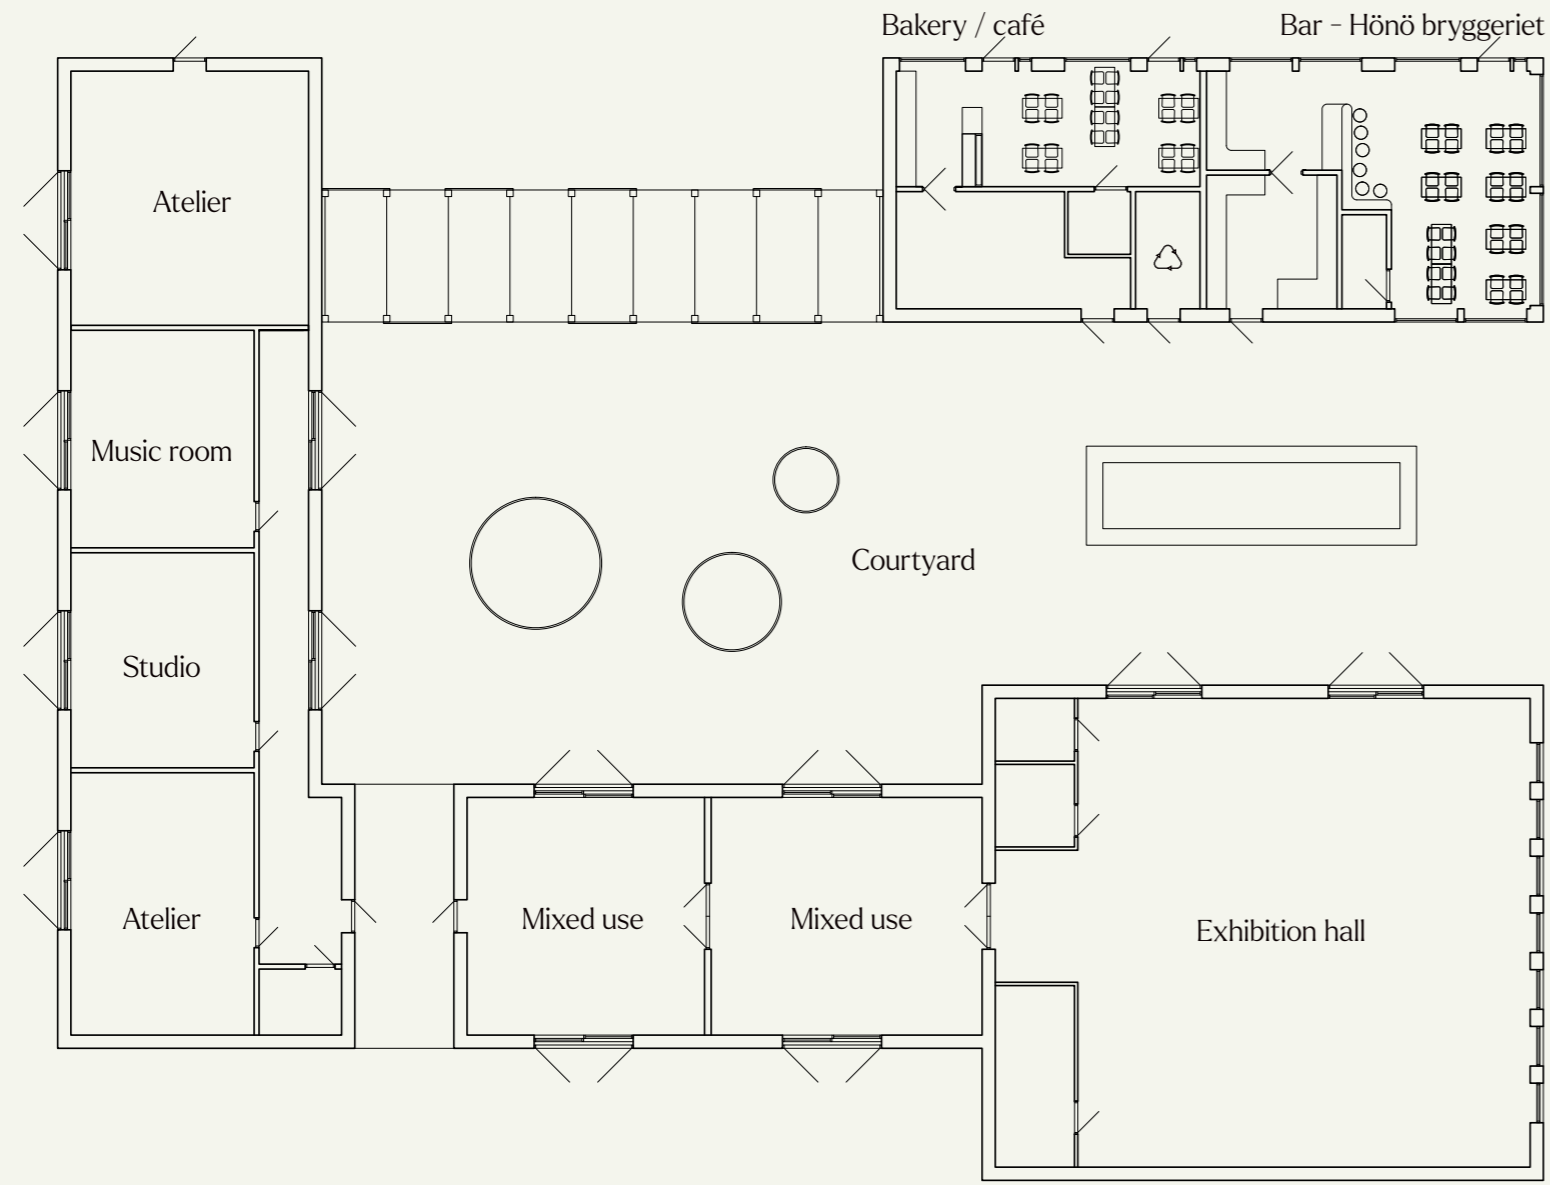 Bakery / café
Bar - Hönö bryggeriet
Atelier
Music room
Courtyard
Studio
Atelier
Mixed use
Mixed use
Exhibition hall